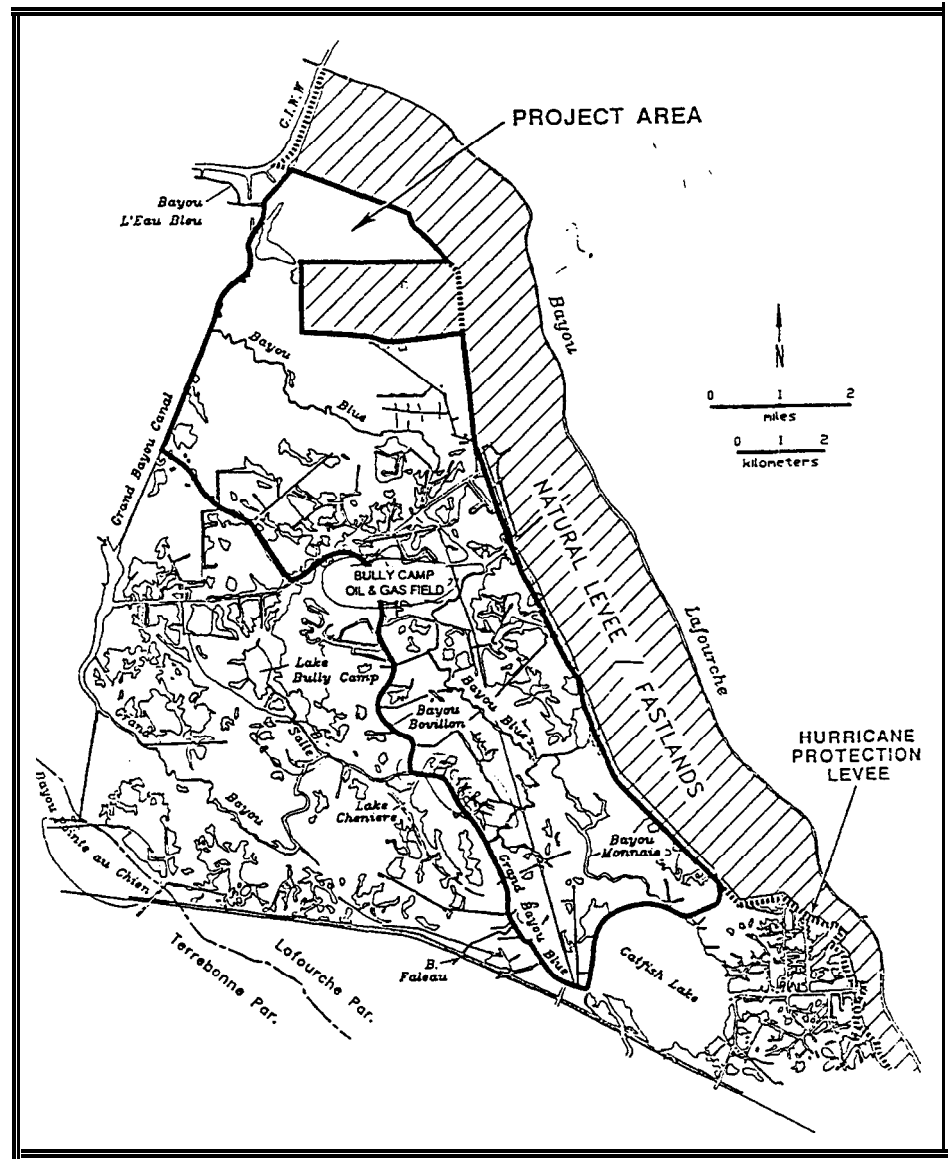 G.I.W.W
PROJECT AREA
Bayou
L'Eau Bleu
Bayou
Bayou
Blue
N
0 1 2
miles
0 1 2
kilometers
Grand Bayou Canal
NATURAL LEVEE
FASTLANDS
BULLY CAMP
OIL & GAS FIELD
Lafourche
Lake
Bully Camp
Bayou Blue
Bayou
Bovillon
HURRICANE
PROTECTION
LEVEE
Grand
B.
Salle
Bayou
Lake
Cheniere
Bayou
Monnaie
Bayou Pointe au Chien
Grand Bayou Blue
Lafourche Par.
Terrebonne Par.
B.
Faleau
Catfish Lake